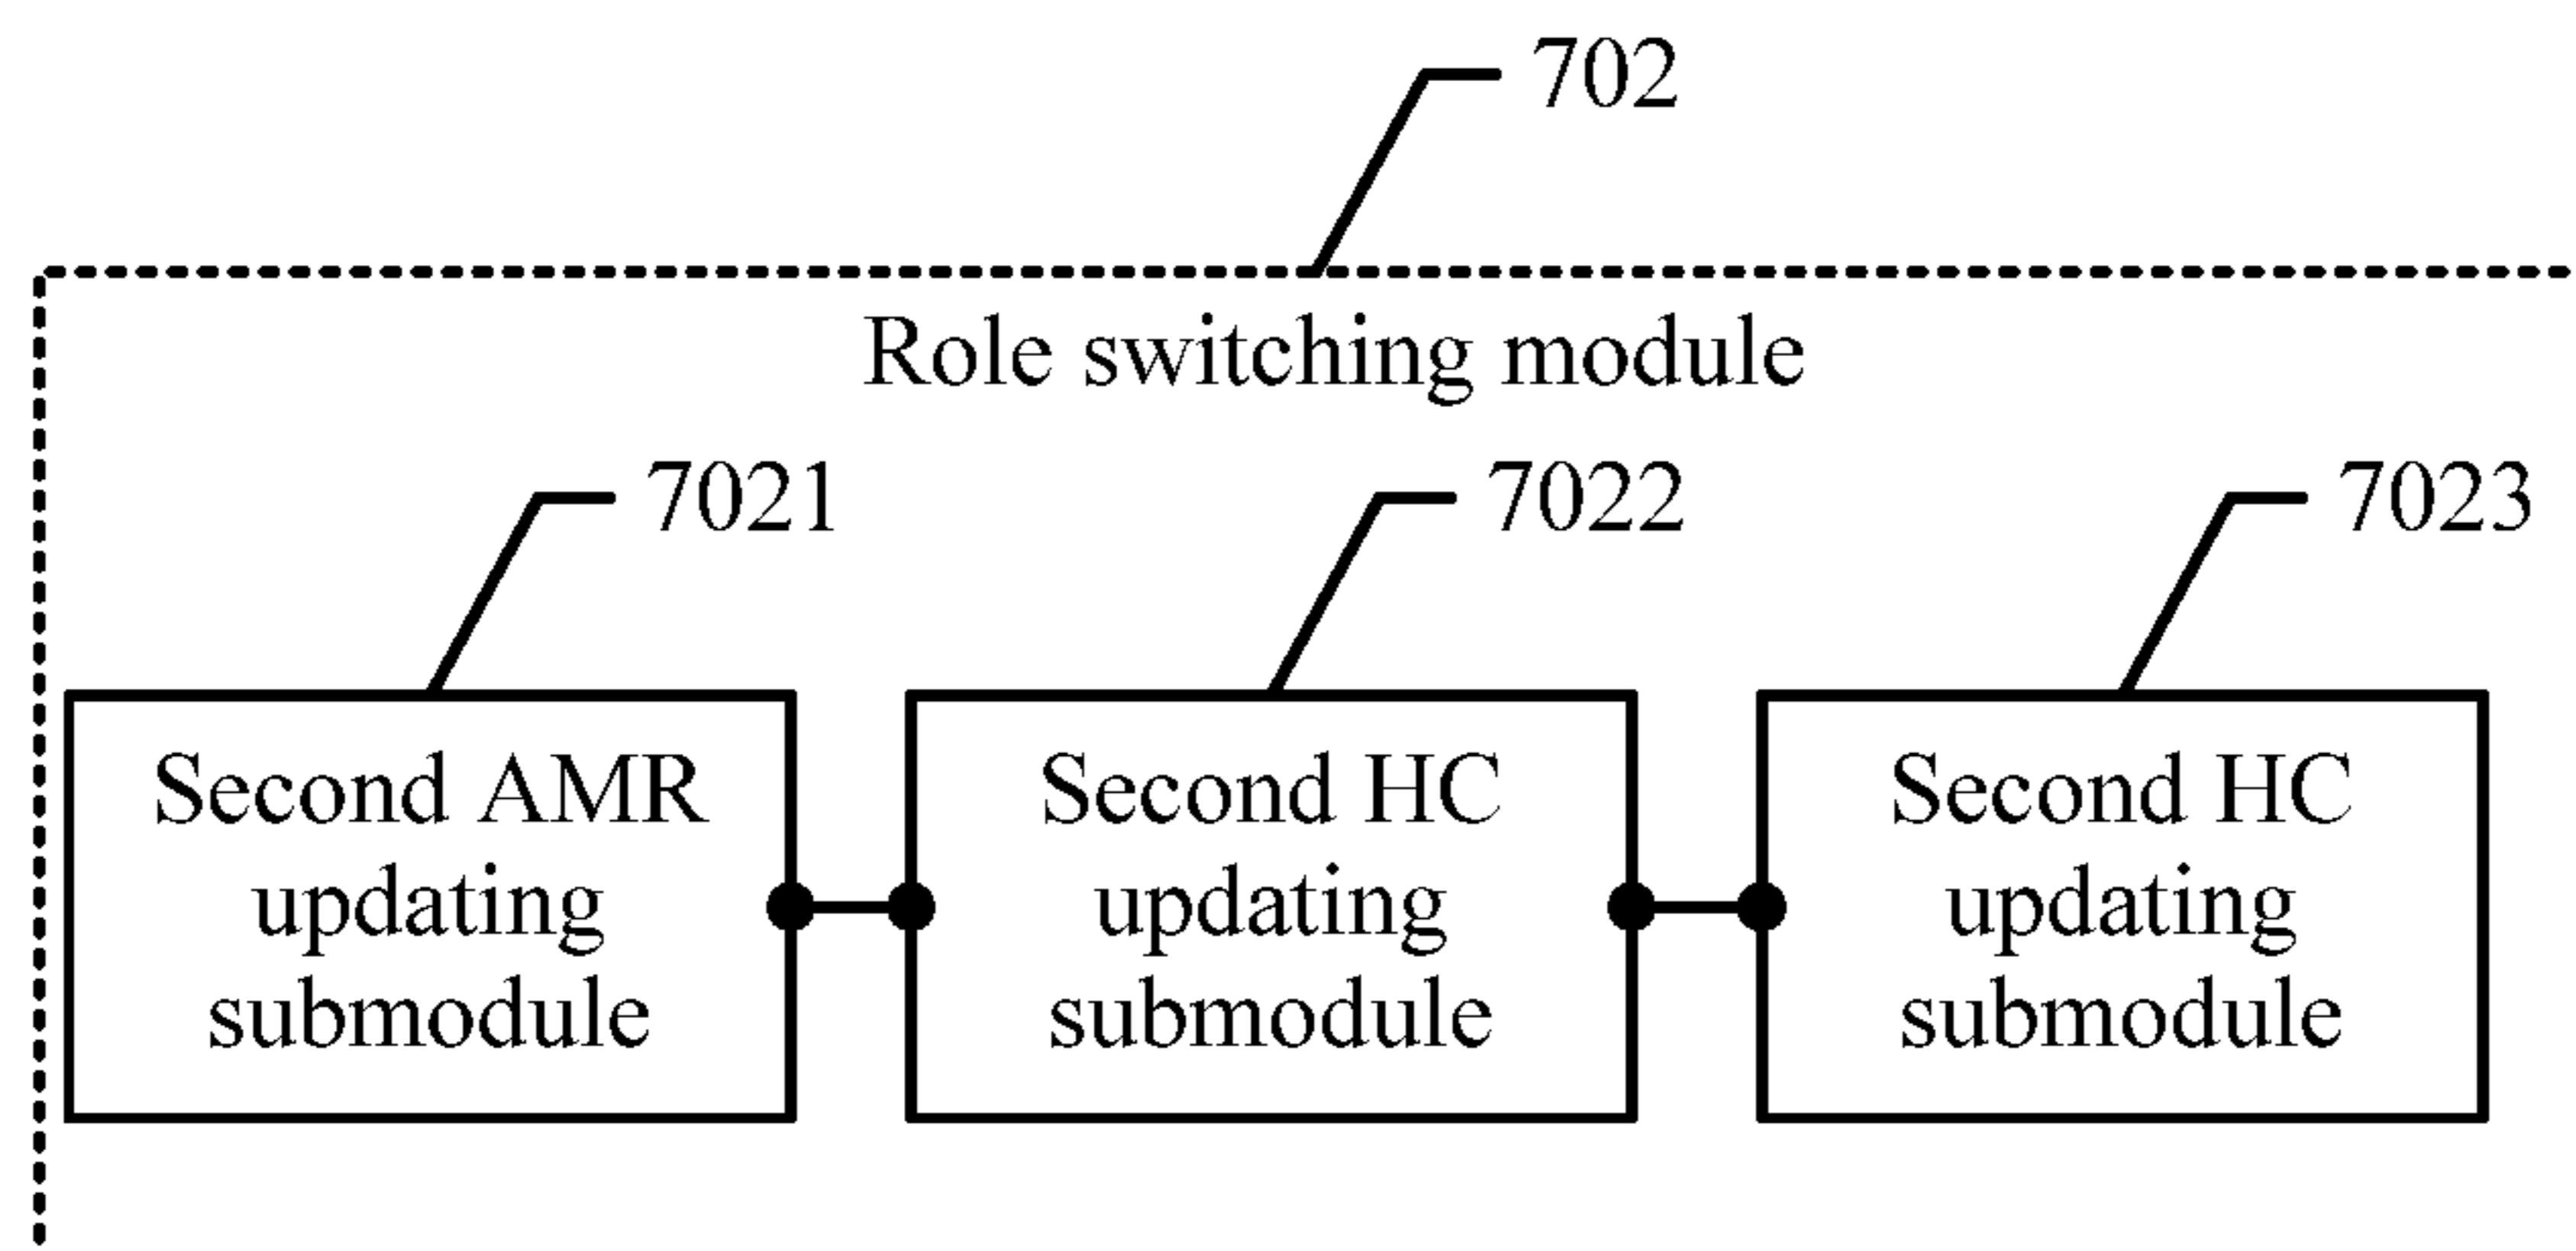 702
Role switching module
7021
7022
7023
Second AMR
updating
submodule
Second HC
updating
submodule
Second HC
updating
submodule